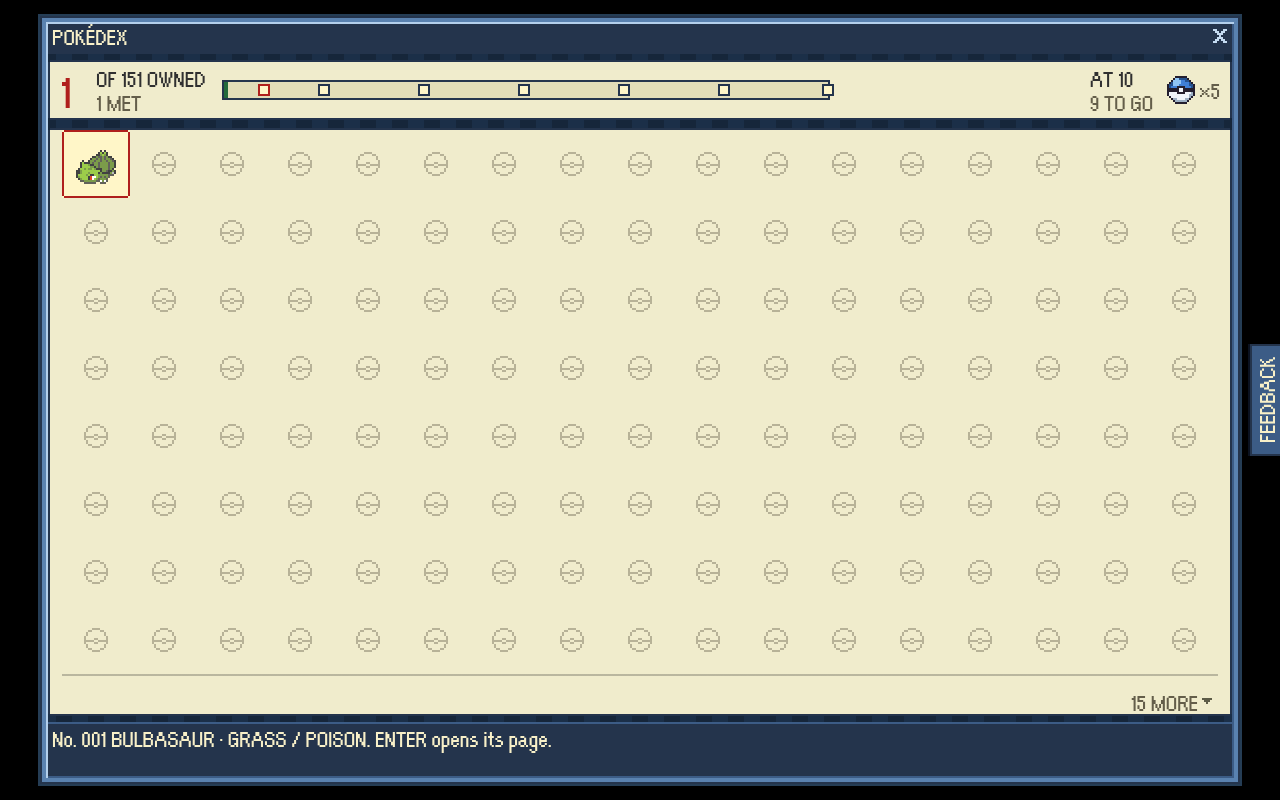 POKÉDEX
X
1
OF 151 OWNED
1 MET
AT 10
9 TO GO
×5
FEEDBACK
15 MORE
No. 001 BULBASAUR · GRASS / POISON. ENTER opens its page.